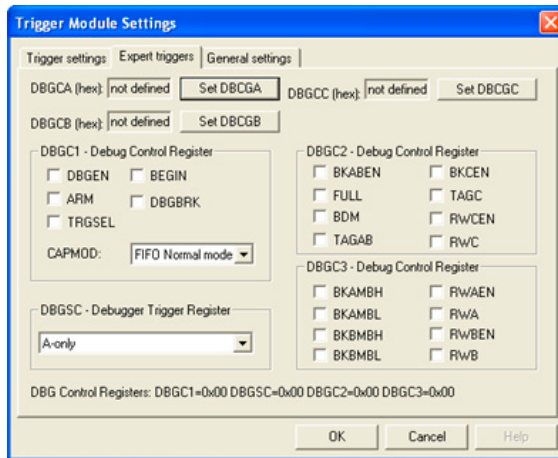 Trigger Module Settings
Trigger settings Expert triggers General settings
DBGCA (hex): not defined Set DBCGA DBGCC (hex): not defined Set DBCGC
DBGCB (hex): not defined Set DBCGB
DBGC1 - Debug Control Register
DBGEN BEGIN
ARM DBGBRK
TRGSEL
CAPMOD: FIFO Normal mode
DBGSC - Debugger Trigger Register
A-only
DBGC2 - Debug Control Register
BKABEN BKCEN
FULL TAGC
BDM RWCEN
TAGAB RWC
DBGC3 - Debug Control Register
BKAMBH RWAEN
BKAMBL RWA
BKBMBH RWBEN
BKBMBL RWB
DBG Control Registers: DBGC1=0x00 DBGSC=0x00 DBGC2=0x00 DBGC3=0x00
OK Cancel Help